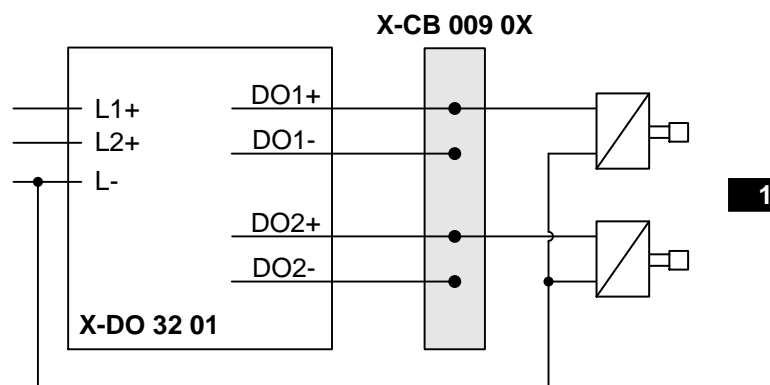 X-CB 009 0X
L1+
L2+
L-
DO1+
DO1-
DO2+
DO2-
X-DO 32 01
1